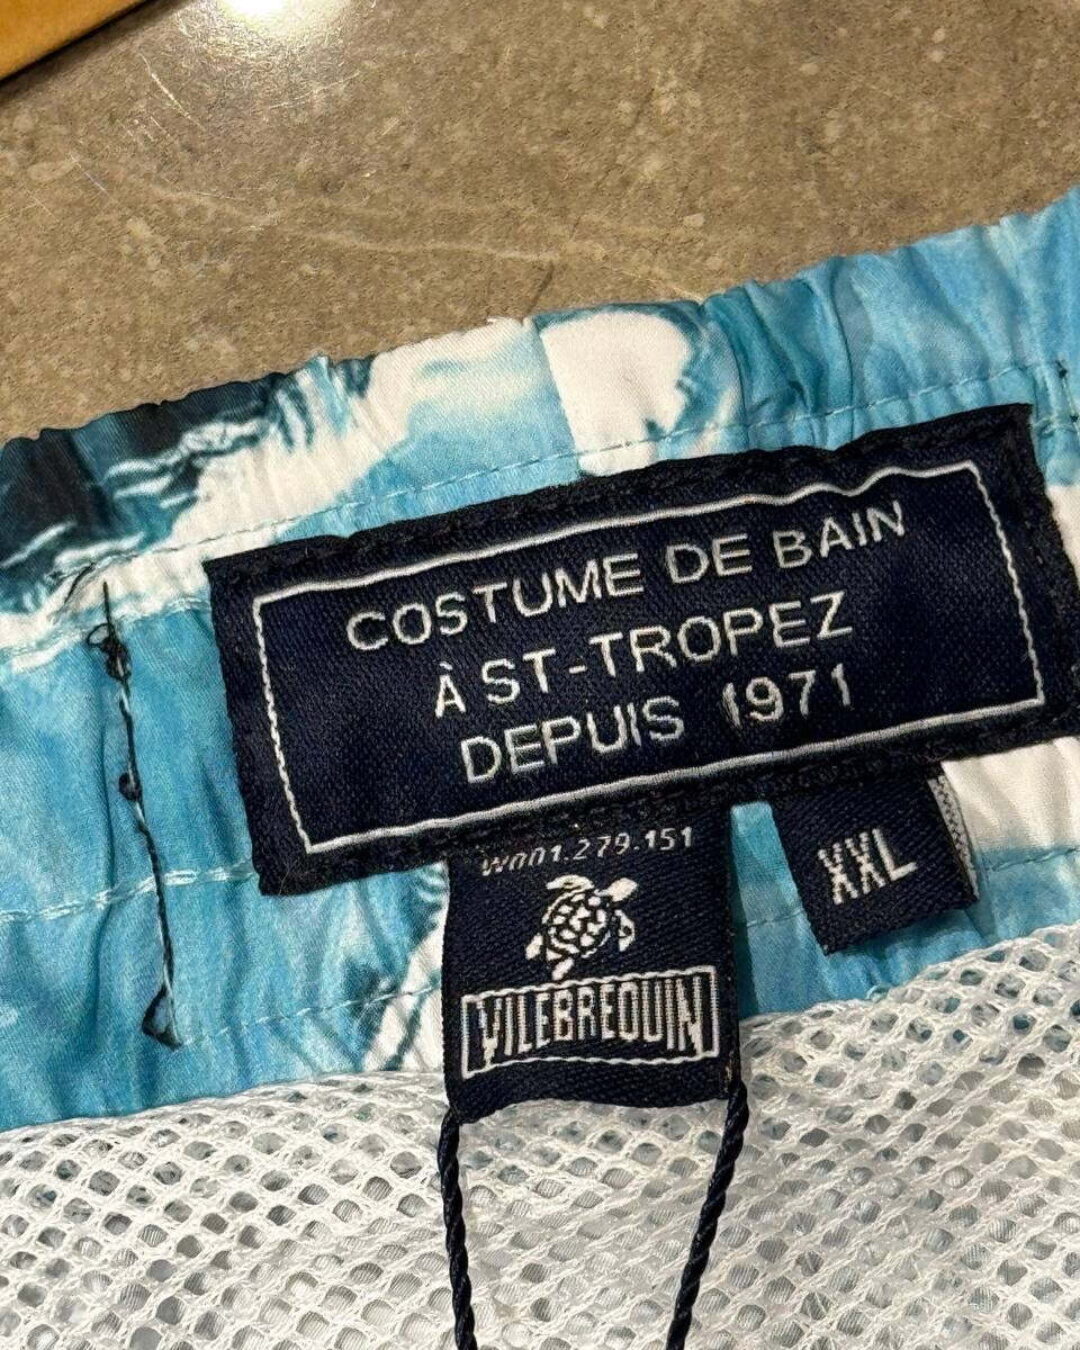 COSTUME DE BAIN
À ST-TROPEZ
DEPUIS 1971
W001.279.151
XXL
VILEBREQUIN